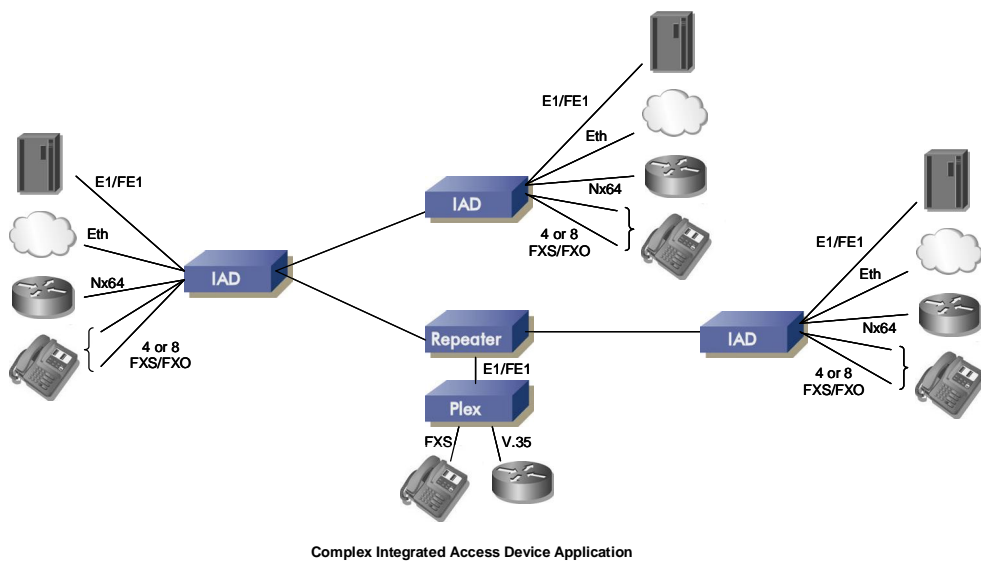 E1/FE1
Eth
Nx64
4 or 8
FXS/FXO
IAD
E1/FE1
Eth
Nx64
4 or 8
FXS/FXO
IAD
Repeater
E1/FE1
Plex
FXS
V.35
IAD
E1/FE1
Eth
Nx64
4 or 8
FXS/FXO
Complex Integrated Access Device Application